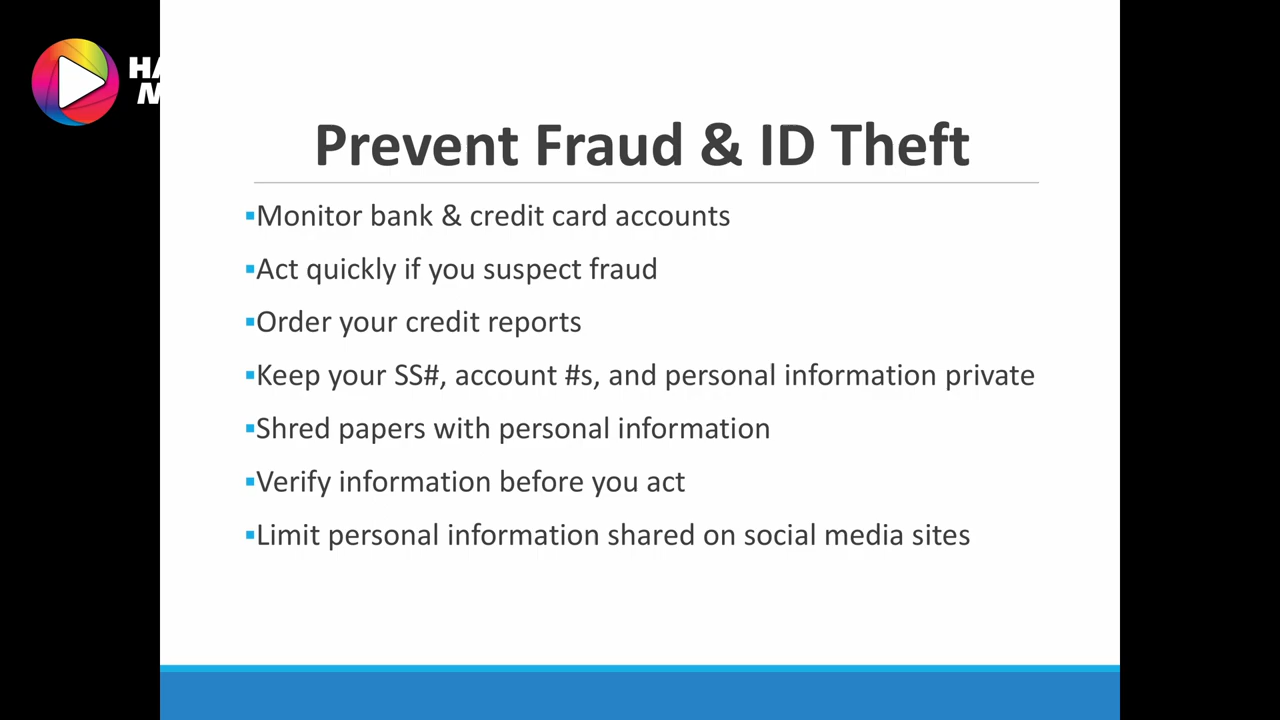 HA
M
Prevent Fraud & ID Theft
▪Monitor bank & credit card accounts
▪Act quickly if you suspect fraud
▪Order your credit reports
▪Keep your SS#, account #s, and personal information private
▪Shred papers with personal information
▪Verify information before you act
▪Limit personal information shared on social media sites